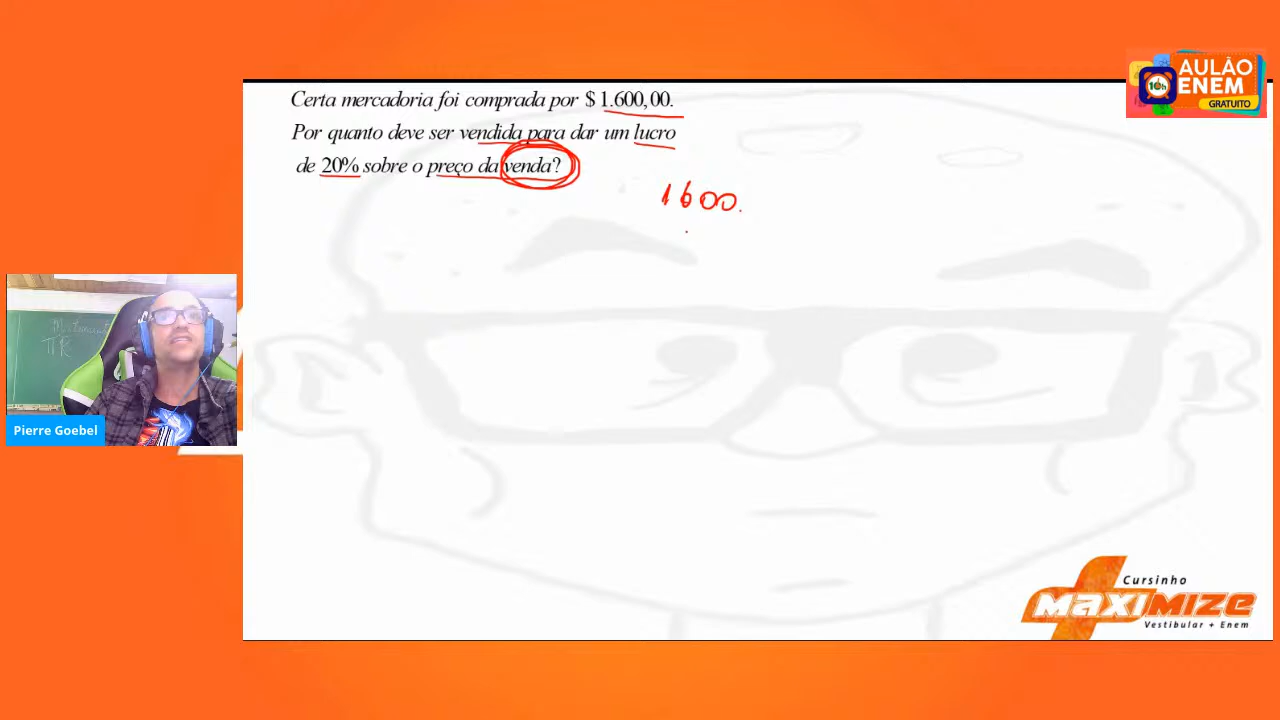 Certa mercadoria foi comprada por $ 1.600,00.
Por quanto deve ser vendida para dar um lucro
de 20% sobre o preço da venda?
1600.
AULÃO
ENEM
GRATUITO
10h
Pierre Goebel
Cursinho
MAXIMIZE
Vestibular + Enem